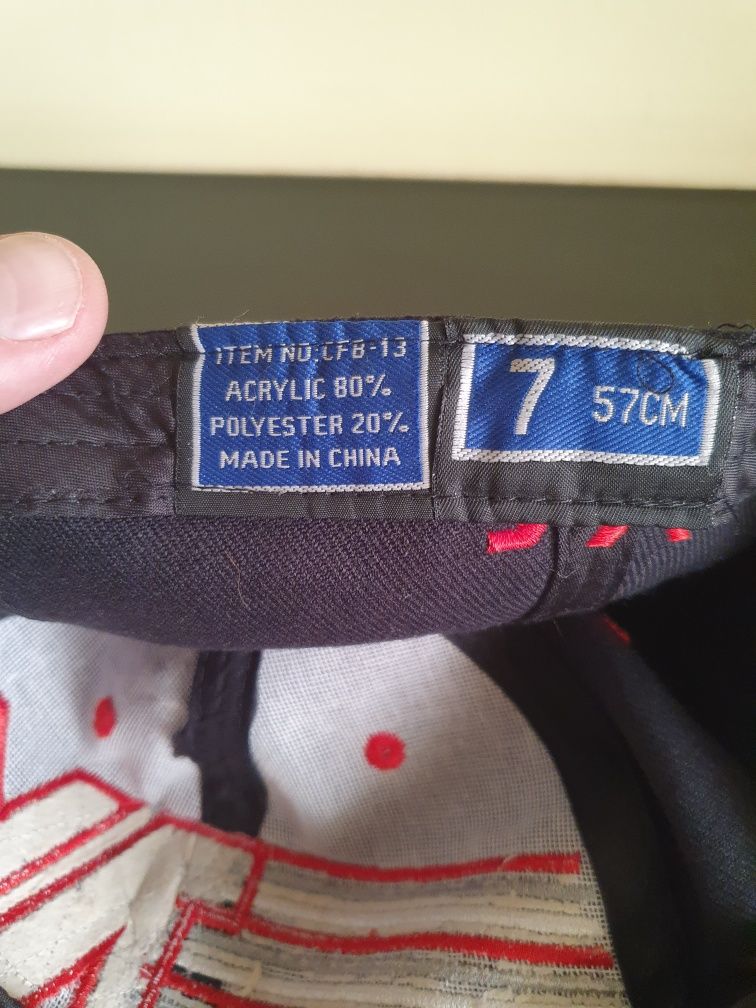 ITEM NO:CFB-13
ACRYLIC 80%
POLYESTER 20%
MADE IN CHINA
7 57CM